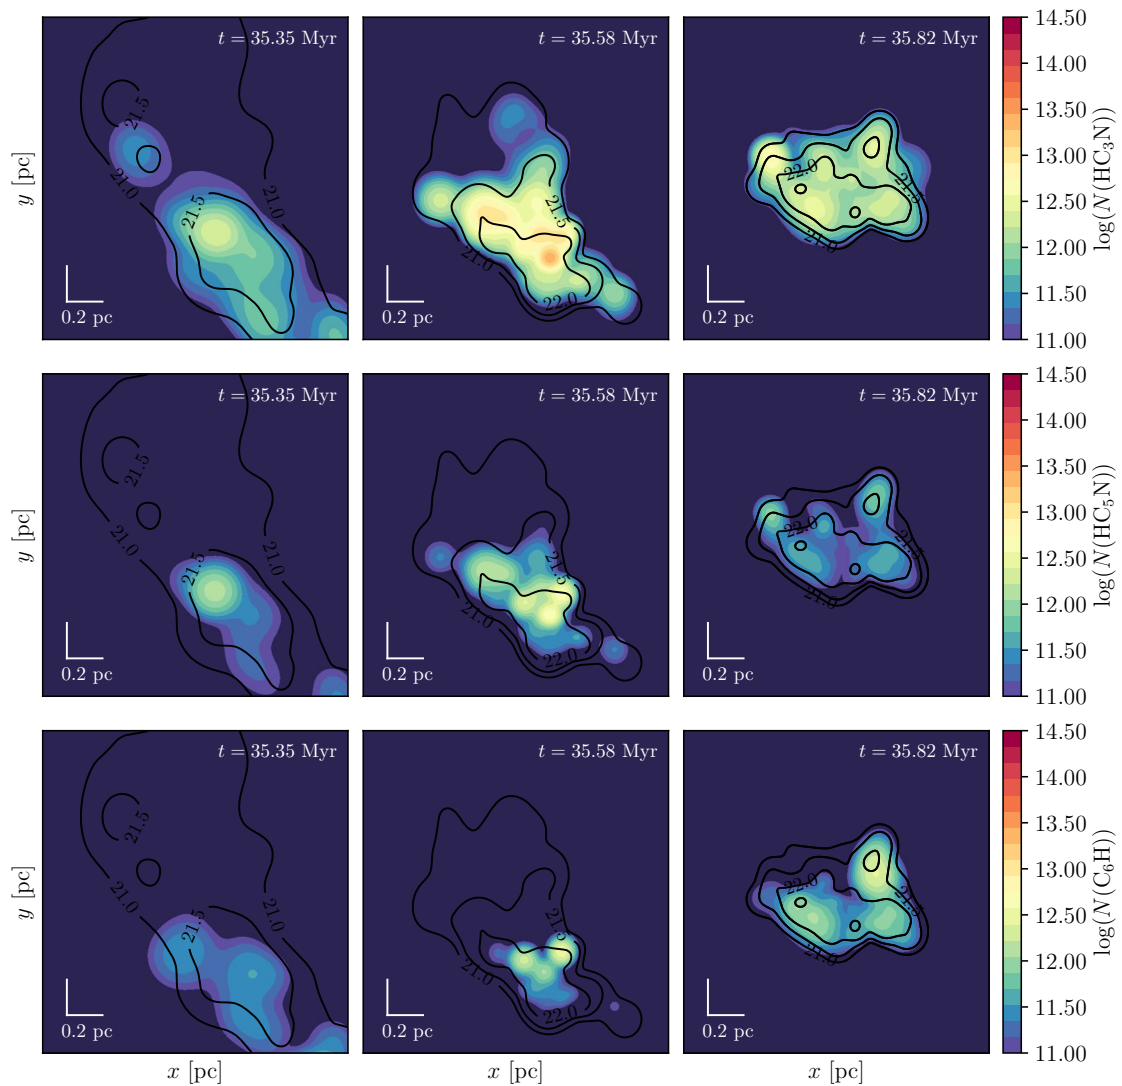 t = 35.35 Myr
21.5
21.0
21.5
21.0
0.2 pc
y [pc]
t = 35.58 Myr
21.5
21.0
22.0
0.2 pc
t = 35.82 Myr
22.0
21.5
21.0
0.2 pc
14.50
14.00
13.50
13.00
12.50
12.00
11.50
11.00
log(N(HC₃N))
t = 35.35 Myr
21.5
21.0
21.5
21.0
0.2 pc
y [pc]
t = 35.58 Myr
21.5
21.0
22.0
0.2 pc
t = 35.82 Myr
22.0
21.5
21.0
0.2 pc
14.50
14.00
13.50
13.00
12.50
12.00
11.50
11.00
log(N(HC₅N))
t = 35.35 Myr
21.5
21.0
21.5
21.0
0.2 pc
y [pc]
x [pc]
t = 35.58 Myr
21.5
21.0
22.0
0.2 pc
x [pc]
t = 35.82 Myr
22.0
21.5
21.0
0.2 pc
x [pc]
14.50
14.00
13.50
13.00
12.50
12.00
11.50
11.00
log(N(C₆H))